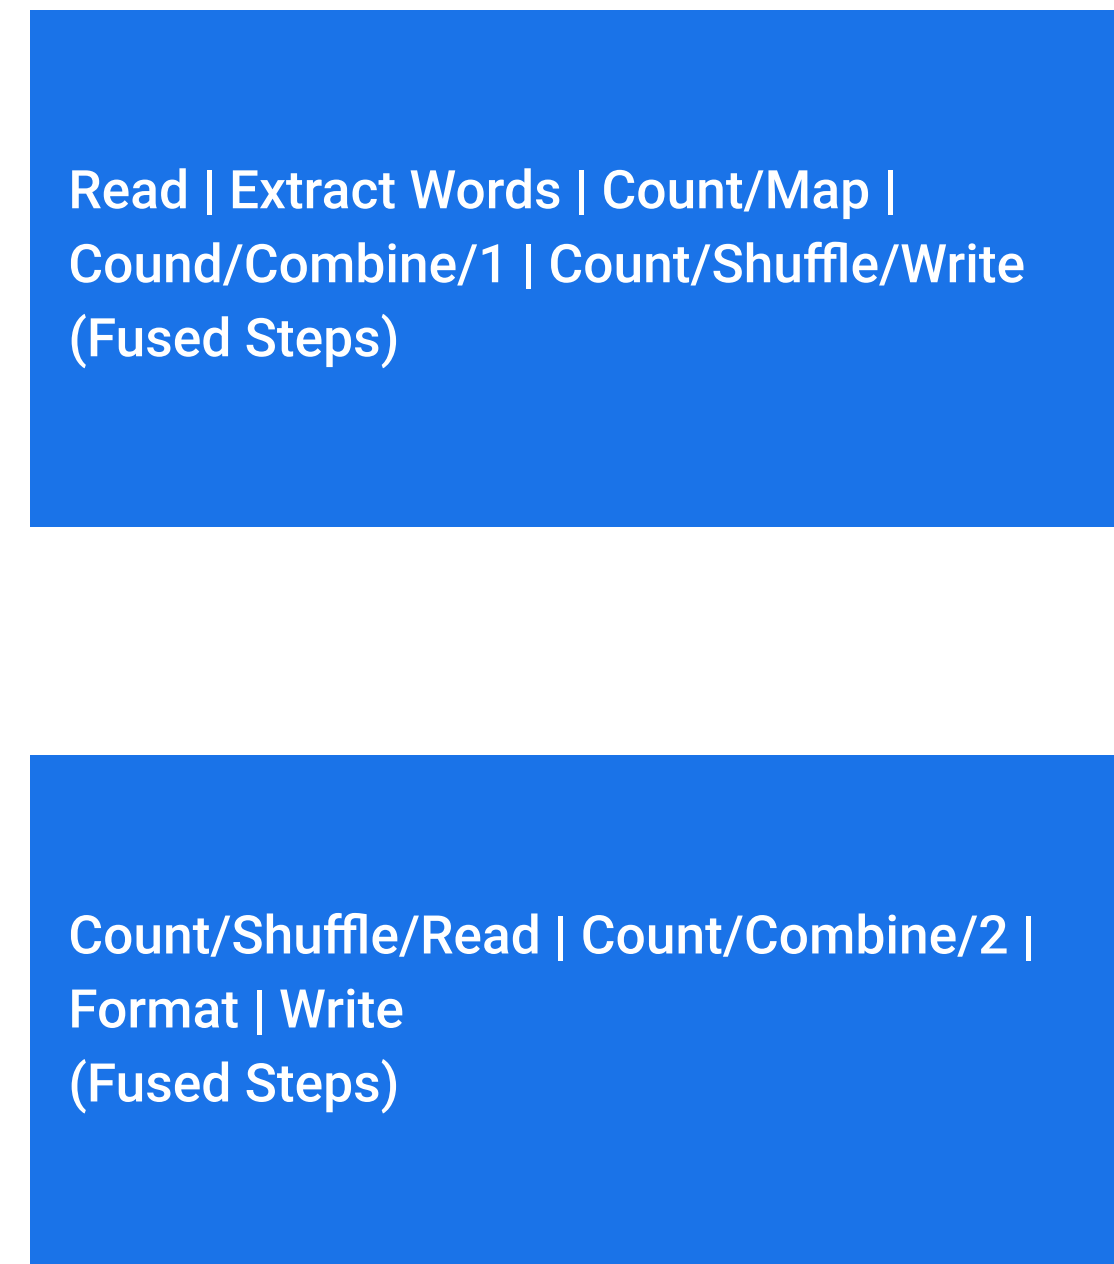 Read | Extract Words | Count/Map |
Cound/Combine/1 | Count/Shuffle/Write
(Fused Steps)
Count/Shuffle/Read | Count/Combine/2 |
Format | Write
(Fused Steps)